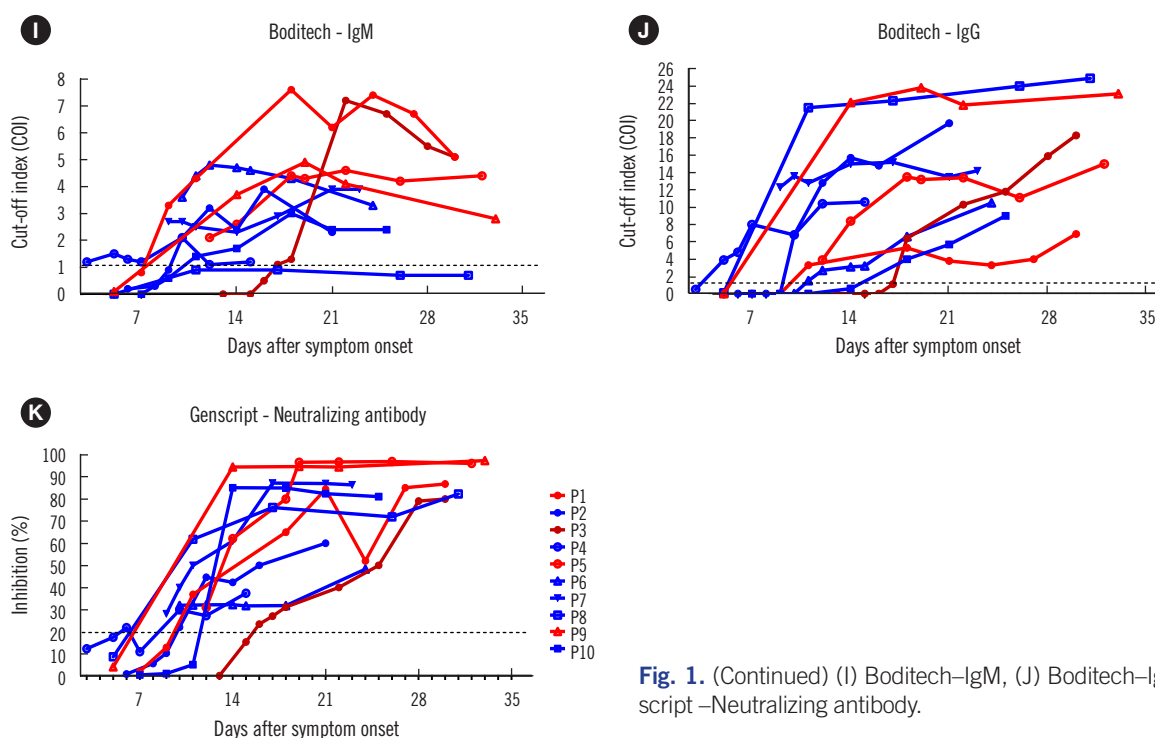 I
Boditech - IgM
Cut-off index (COI)
8
7
6
5
4
3
2
1
0
7
14
21
28
35
Days after symptom onset
J
Boditech - IgG
Cut-off index (COI)
26
24
22
20
18
16
14
12
10
8
6
4
2
0
7
14
21
28
35
Days after symptom onset
K
Genscript - Neutralizing antibody
Inhibition (%)
100
90
80
70
60
50
40
30
20
10
0
7
14
21
28
35
Days after symptom onset
P1
P2
P3
P4
P5
P6
P7
P8
P9
P10
Fig. 1. (Continued) (I) Boditech–IgM, (J) Boditech–Ig
script –Neutralizing antibody.